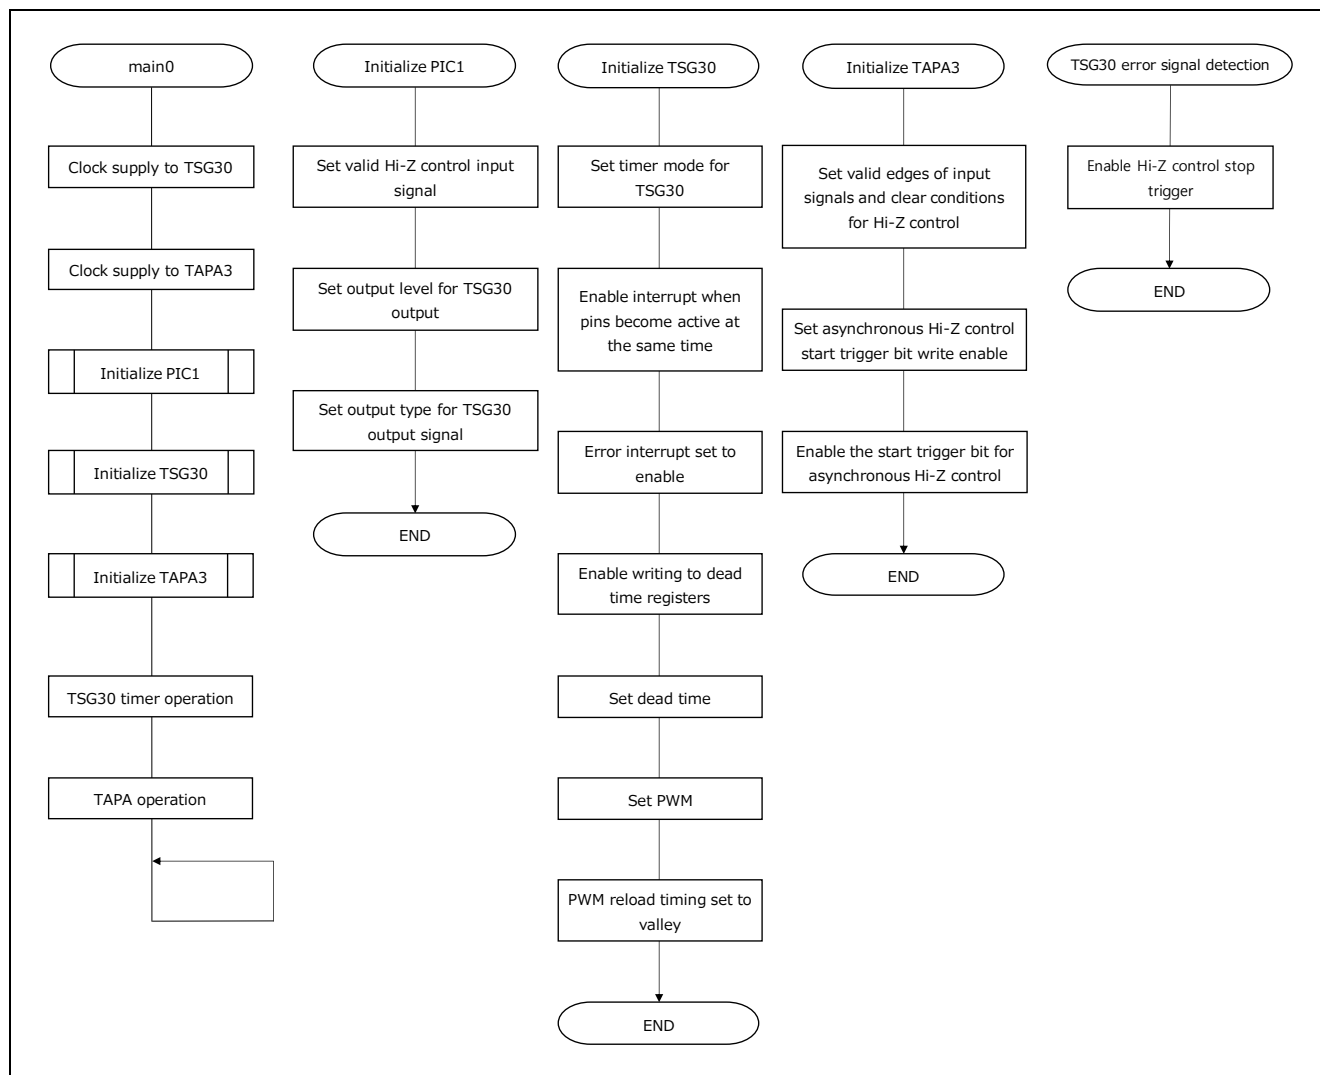 main0
Clock supply to TSG30
Clock supply to TAPA3
Initialize PIC1
Initialize TSG30
Initialize TAPA3
TSG30 timer operation
TAPA operation
Initialize PIC1
Set valid Hi-Z control input
signal
Set output level for TSG30
output
Set output type for TSG30
output signal
END
Initialize TSG30
Set timer mode for
TSG30
Enable interrupt when
pins become active at
the same time
Error interrupt set to
enable
Enable writing to dead
time registers
Set dead time
Set PWM
PWM reload timing set to
valley
END
Initialize TAPA3
Set valid edges of input
signals and clear conditions
for Hi-Z control
Set asynchronous Hi-Z control
start trigger bit write enable
Enable the start trigger bit for
asynchronous Hi-Z control
END
TSG30 error signal detection
Enable Hi-Z control stop
trigger
END